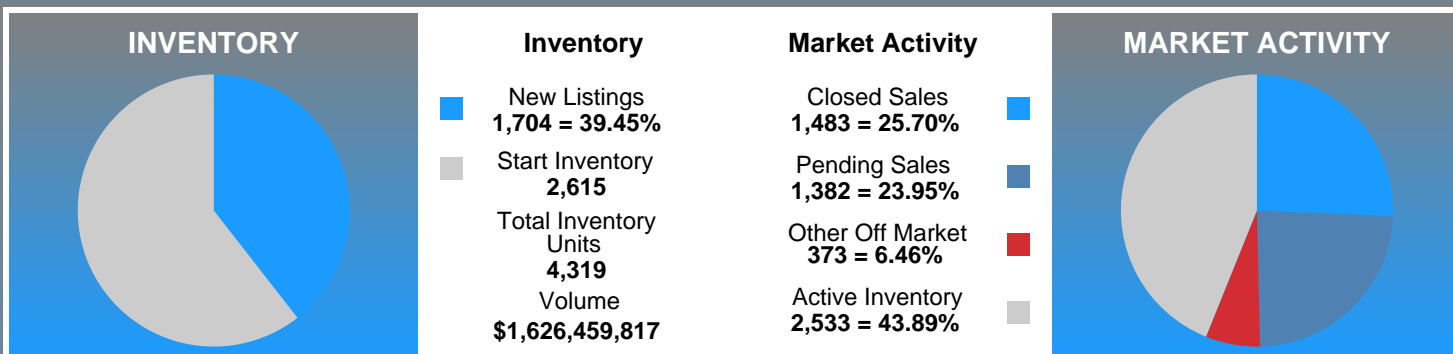 INVENTORY
Inventory
New Listings
1,704 = 39.45%
Start Inventory
2,615
Total Inventory
Units
4,319
Volume
$1,626,459,817
Market Activity
Closed Sales
1,483 = 25.70%
Pending Sales
1,382 = 23.95%
Other Off Market
373 = 6.46%
Active Inventory
2,533 = 43.89%
MARKET ACTIVITY